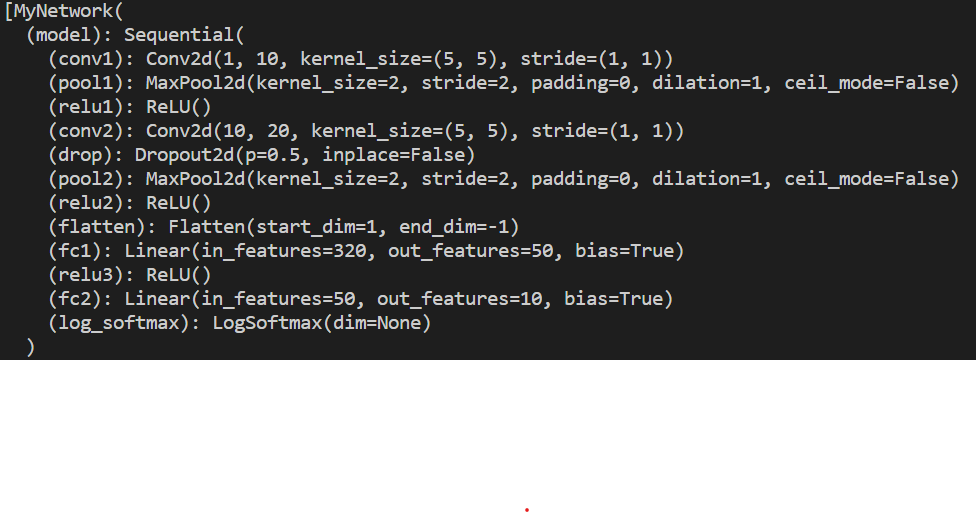 [MyNetwork(
  (model): Sequential(
    (conv1): Conv2d(1, 10, kernel_size=(5, 5), stride=(1, 1))
    (pool1): MaxPool2d(kernel_size=2, stride=2, padding=0, dilation=1, ceil_mode=False)
    (relu1): ReLU()
    (conv2): Conv2d(10, 20, kernel_size=(5, 5), stride=(1, 1))
    (drop): Dropout2d(p=0.5, inplace=False)
    (pool2): MaxPool2d(kernel_size=2, stride=2, padding=0, dilation=1, ceil_mode=False)
    (relu2): ReLU()
    (flatten): Flatten(start_dim=1, end_dim=-1)
    (fc1): Linear(in_features=320, out_features=50, bias=True)
    (relu3): ReLU()
    (fc2): Linear(in_features=50, out_features=10, bias=True)
    (log_softmax): LogSoftmax(dim=None)
  )